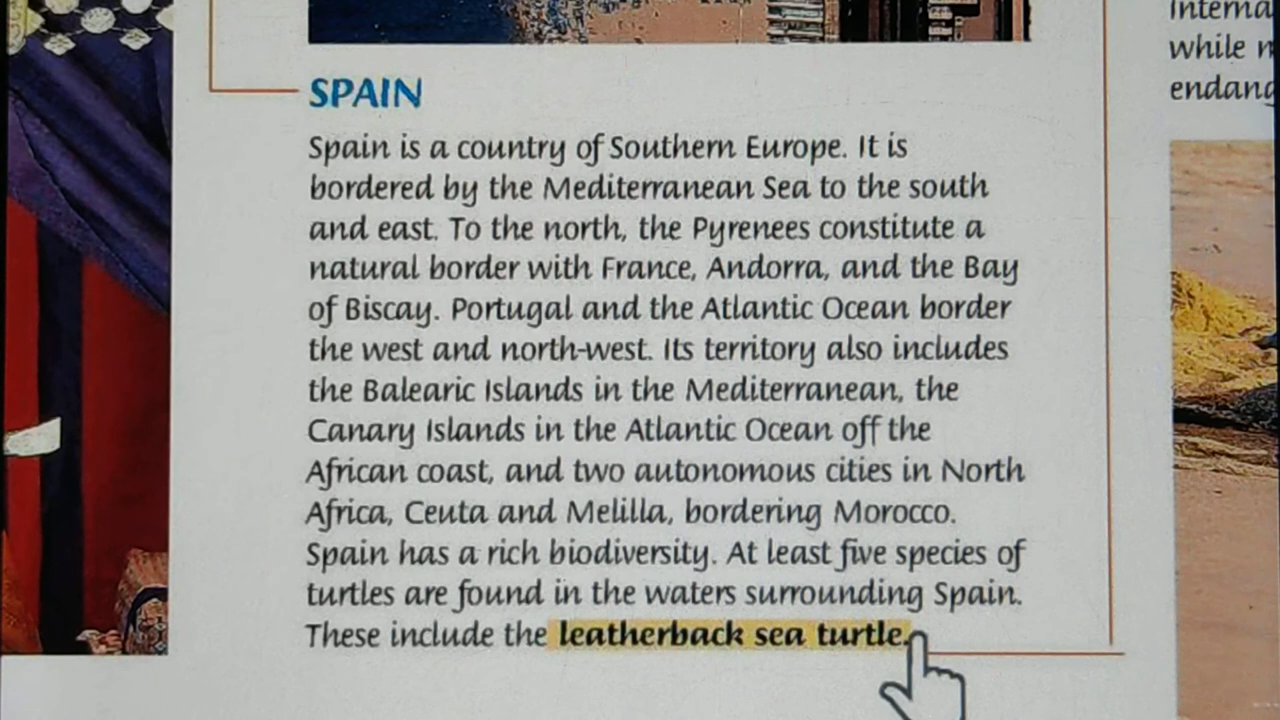 SPAIN
Spain is a country of Southern Europe. It is
bordered by the Mediterranean Sea to the south
and east. To the north, the Pyrenees constitute a
natural border with France, Andorra, and the Bay
of Biscay. Portugal and the Atlantic Ocean border
the west and north-west. Its territory also includes
the Balearic Islands in the Mediterranean, the
Canary Islands in the Atlantic Ocean off the
African coast, and two autonomous cities in North
Africa, Ceuta and Melilla, bordering Morocco.
Spain has a rich biodiversity. At least five species of
turtles are found in the waters surrounding Spain.
These include the leatherback sea turtle.
while